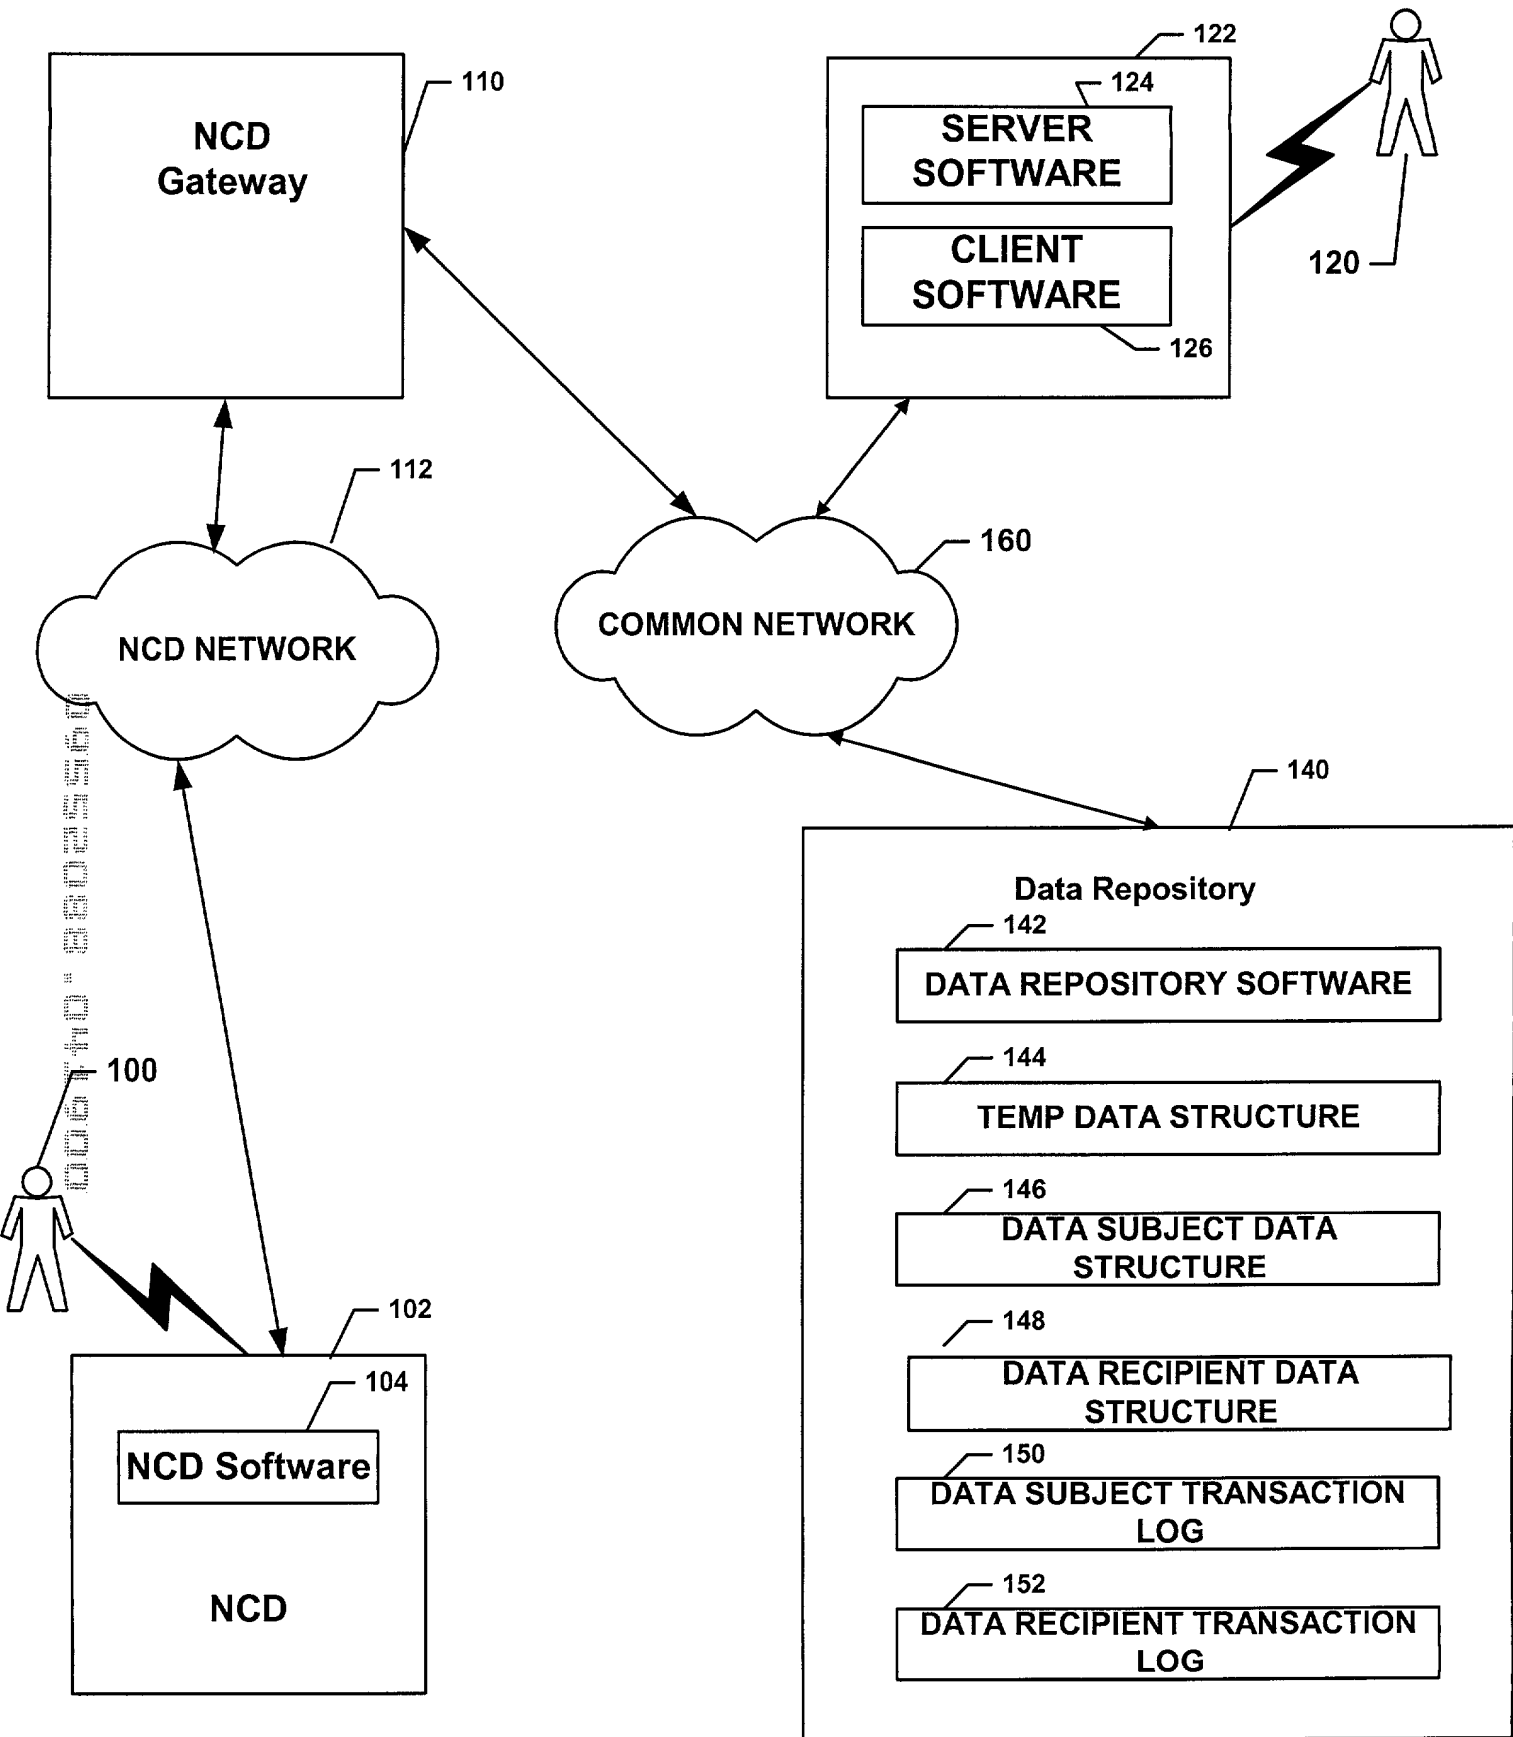 NCD
Gateway
110
122
124
SERVER
SOFTWARE
CLIENT
SOFTWARE
126
120
112
NCD NETWORK
160
COMMON NETWORK
140
Data Repository
142
DATA REPOSITORY SOFTWARE
144
TEMP DATA STRUCTURE
146
DATA SUBJECT DATA
STRUCTURE
148
DATA RECIPIENT DATA
STRUCTURE
150
DATA SUBJECT TRANSACTION
LOG
152
DATA RECIPIENT TRANSACTION
LOG
100
102
104
NCD Software
NCD